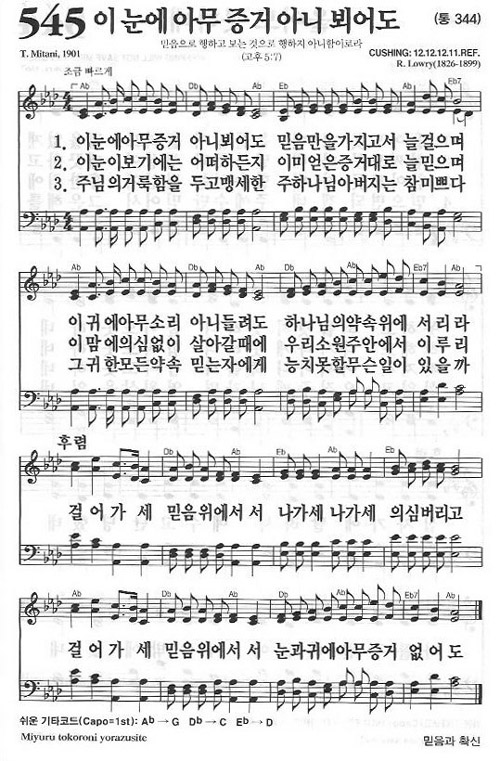 545 이 눈에 아무 증거 아니 뵈어도 (통 344)
믿음으로 행하고 보는 것으로 행하지 아니함이로라
(고후 5:7)
T. Mitani, 1901
CUSHING: 12.12.12.11.REF.
R. Lowry(1826-1899)
조금 빠르게
Ab Db Ab Eb Ab Eb7
1. 이눈에아무증거 아니뵈어도 믿음만을가지고서 늘걸으며
2. 이눈이보기에는 어떠하든지 이미얻은증거대로 늘믿으며
3. 주님의거룩함을 두고맹세한 주하나님아버지는 참미쁘다
Ab Db Ab Db Ab Eb7 Ab
이귀에아무소리 아니들려도 하나님의약속위에 서리라
이맘에의심없이 살아갈때에 우리소원주안에서 이루리
그귀한모든약속 믿는자에게 능치못할무슨일이 있을까
후렴
Db Ab Eb Ab Eb
걸어가세 믿음위에서서 나가세나가세 의심버리고
Ab Db Ab Db Ab Eb7 Ab
걸어가세 믿음위에서서 눈과귀에아무증거 없어도
쉬운 기타코드(Capo=1st): Ab → G Db → C Eb → D
Miyuru tokoroni yorazusite 믿음과 확신